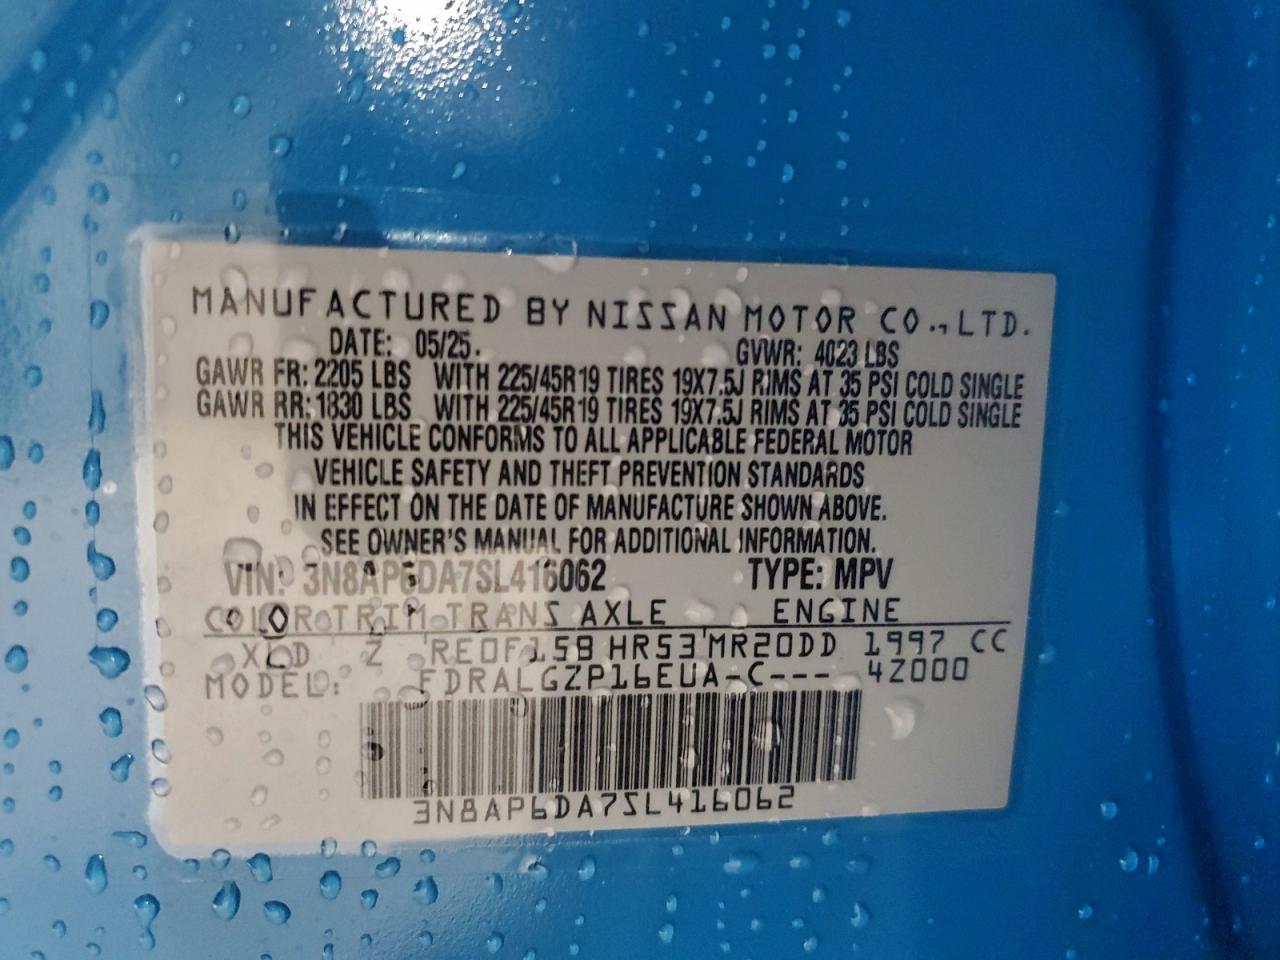 MANUFACTURED BY NISSAN MOTOR CO., LTD.
DATE: 05/25. GVWR: 4023 LBS
GAWR FR: 2205 LBS WITH 225/45R19 TIRES 19X7.5J RIMS AT 35 PSI COLD SINGLE
GAWR RR: 1830 LBS WITH 225/45R19 TIRES 19X7.5J RIMS AT 35 PSI COLD SINGLE
THIS VEHICLE CONFORMS TO ALL APPLICABLE FEDERAL MOTOR
VEHICLE SAFETY AND THEFT PREVENTION STANDARDS
IN EFFECT ON THE DATE OF MANUFACTURE SHOWN ABOVE.
SEE OWNER'S MANUAL FOR ADDITIONAL INFORMATION.
VIN: 3N8AP6DA7SL416062 TYPE: MPV
COLOR TRIM TRANS AXLE ENGINE
Z RE0F15B HR53 MR20DD 1997 CC
MODEL: FDRALGZP16EUA-C--- 4Z000
3N8AP6DA7SL416062